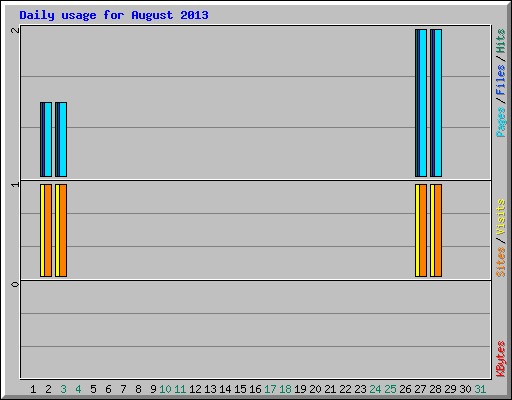 Daily usage for August 2013
2
1
0
Pages/Files/Hits
Sites/Visits
KBytes
1 2 3 4 5 6 7 8 9 10 11 12 13 14 15 16 17 18 19 20 21 22 23 24 25 26 27 28 29 30 31